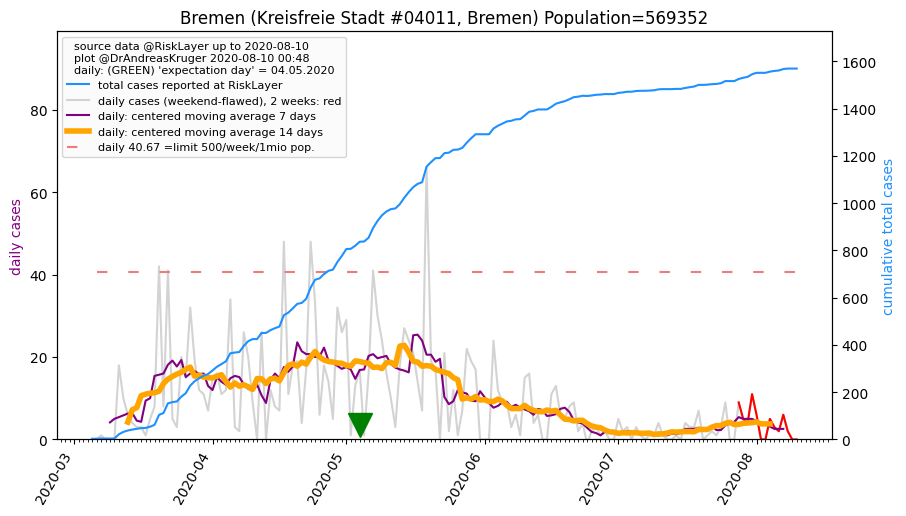 Bremen (Kreisfreie Stadt #04011, Bremen) Population=569352
source data @RiskLayer up to 2020-08-10
plot @DrAndreasKruger 2020-08-10 00:48
daily: (GREEN) 'expectation day' = 04.05.2020
total cases reported at RiskLayer
daily cases (weekend-flawed), 2 weeks: red
daily: centered moving average 7 days
daily: centered moving average 14 days
daily 40.67 =limit 500/week/1mio pop.
daily cases
80
60
40
20
0
cumulative total cases
1600
1400
1200
1000
800
600
400
200
0
2020-03
2020-04
2020-05
2020-06
2020-07
2020-08